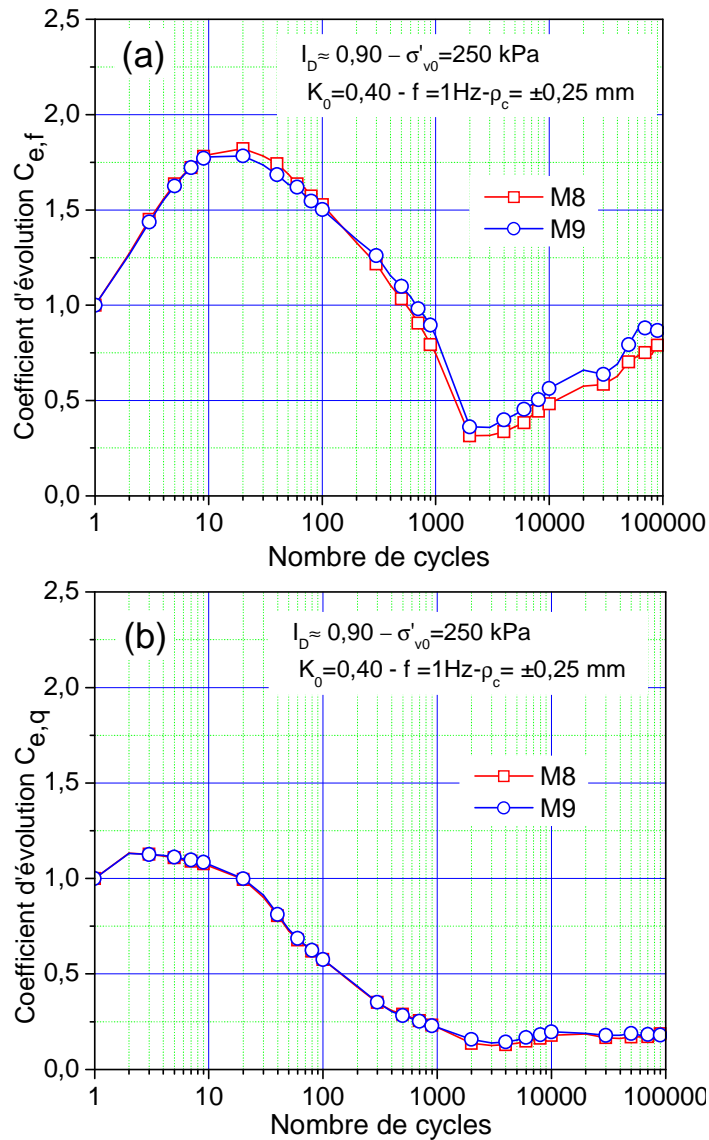 2,5
(a)
I_D≈ 0,90 – σ'_v0=250 kPa
K_0=0,40 - f =1Hz-ρ_c= ±0,25 mm
2,0
M8
M9
1,5
1,0
0,5
0,0
Coefficient d'évolution C_e,f
1 10 100 1000 10000 100000
Nombre de cycles
2,5
(b)
I_D≈ 0,90 – σ'_v0=250 kPa
K_0=0,40 - f =1Hz-ρ_c= ±0,25 mm
2,0
M8
M9
1,5
1,0
0,5
0,0
Coefficient d'évolution C_e,q
1 10 100 1000 10000 100000
Nombre de cycles